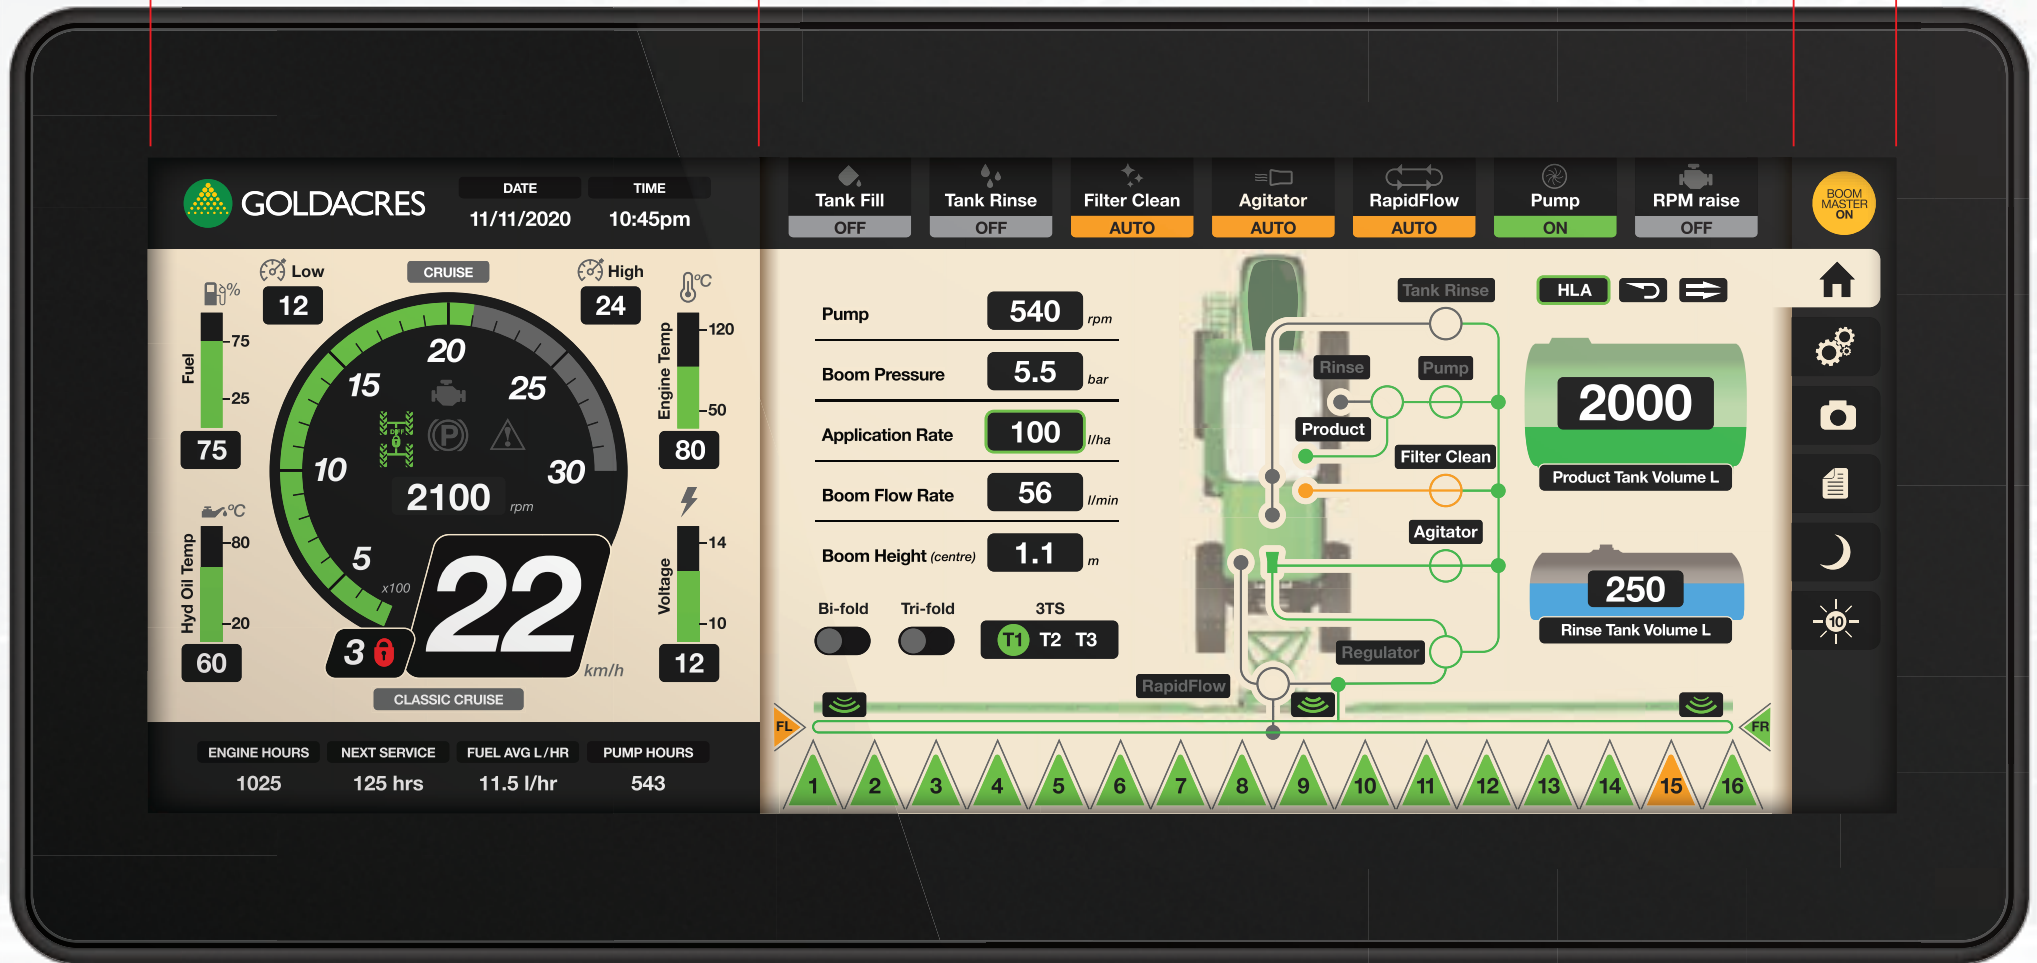 GOLDACRES
DATE
11/11/2020
TIME
10:45pm
Tank Fill
OFF
Tank Rinse
OFF
Filter Clean
AUTO
Agitator
AUTO
RapidFlow
AUTO
Pump
ON
RPM raise
OFF
BOOM
MASTER
ON
%
Fuel
75
25
75
Low
12
CRUISE
High
24
°C
Engine Temp
120
50
80
5
10
15
20
25
30
DIFF
P
2100 rpm
x100
°C
Hyd Oil Temp
80
20
60
3
22
km/h
Voltage
14
10
12
CLASSIC CRUISE
ENGINE HOURS
1025
NEXT SERVICE
125 hrs
FUEL AVG L/HR
11.5 l/hr
PUMP HOURS
543
Pump 540 rpm
Boom Pressure 5.5 bar
Application Rate 100 l/ha
Boom Flow Rate 56 l/min
Boom Height (centre) 1.1 m
Bi-fold
Tri-fold
3TS
T1 T2 T3
Tank Rinse
Rinse
Pump
Product
Filter Clean
Agitator
Regulator
RapidFlow
HLA
2000
Product Tank Volume L
250
Rinse Tank Volume L
10
FL
FR
1 2 3 4 5 6 7 8 9 10 11 12 13 14 15 16